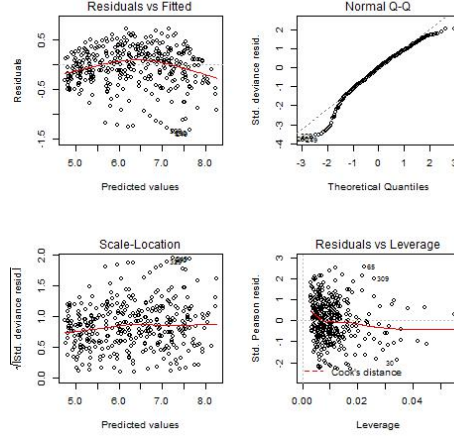 Residuals vs Fitted
Residuals
0.5
-0.5
-1.5
5.0 6.0 7.0 8.0
Predicted values
Normal Q-Q
Std. deviance resid.
2
1
0
-1
-2
-3
-4
-3 -2 -1 0 1 2 3
Theoretical Quantiles
Scale-Location
√|Std. deviance resid.|
2.0
1.5
1.0
0.5
0.0
5.0 6.0 7.0 8.0
Predicted values
Residuals vs Leverage
Std. Pearson resid.
3
2
1
0
-1
-2
68
309
30
Cook's distance
0.00 0.02 0.04
Leverage